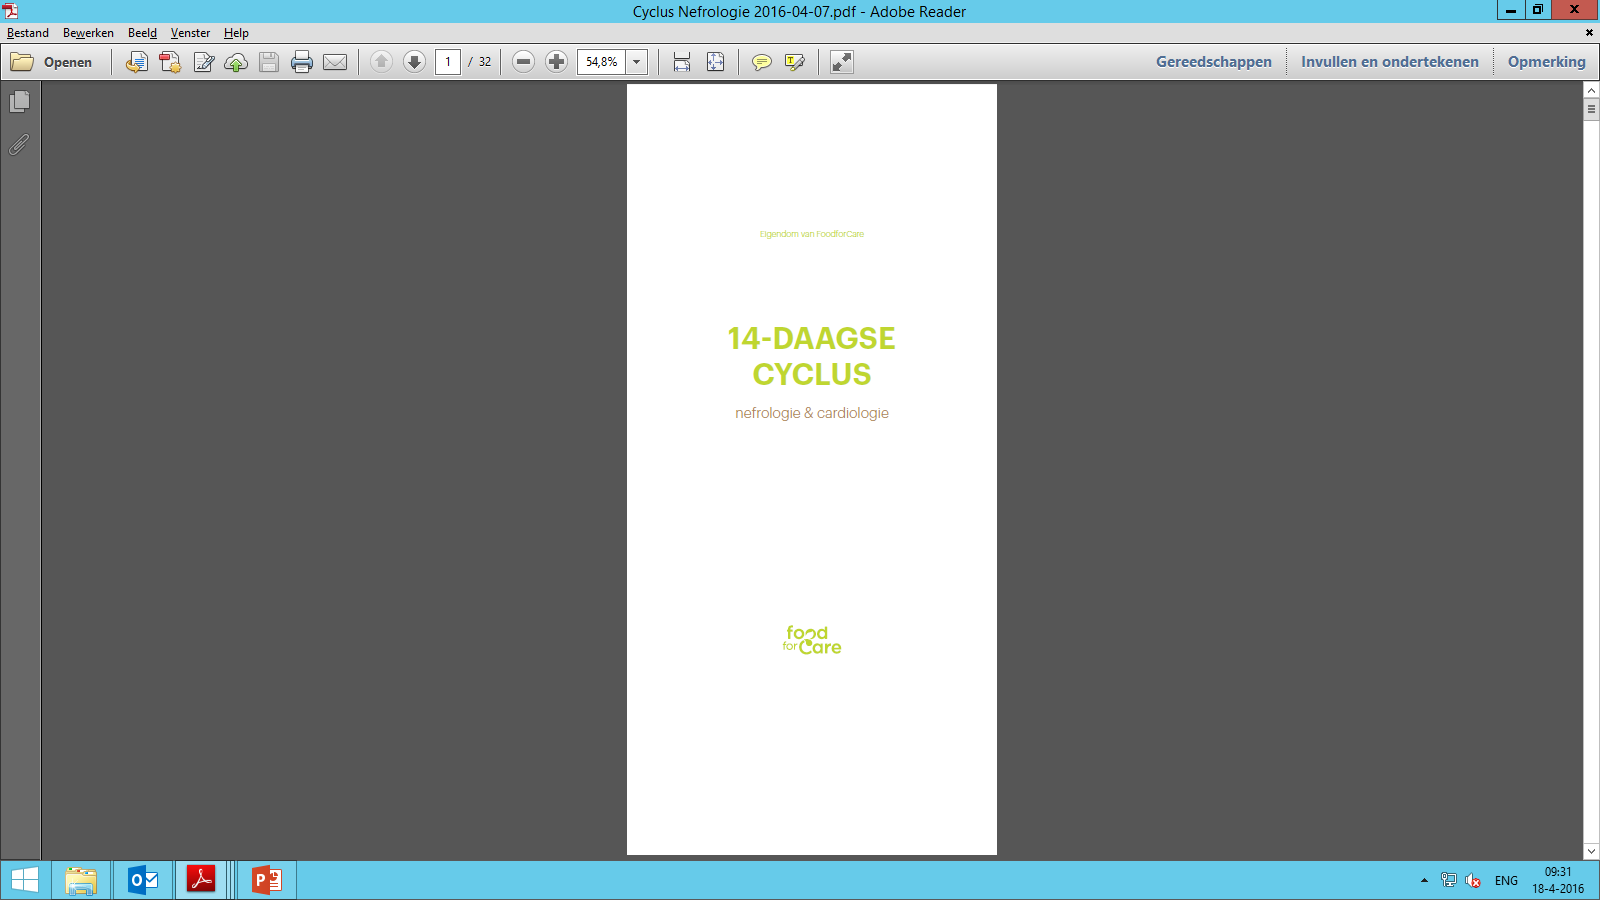 Cyclus Nefrologie 2016-04-07.pdf - Adobe Reader
Bestand Bewerken Beeld Venster Help
Openen 1 / 32 54,8% Gereedschappen Invullen en ondertekenen Opmerking
Eigendom van FoodforCare
14-DAAGSE
CYCLUS
nefrologie & cardiologie
food
forCare
ENG 09:31
18-4-2016